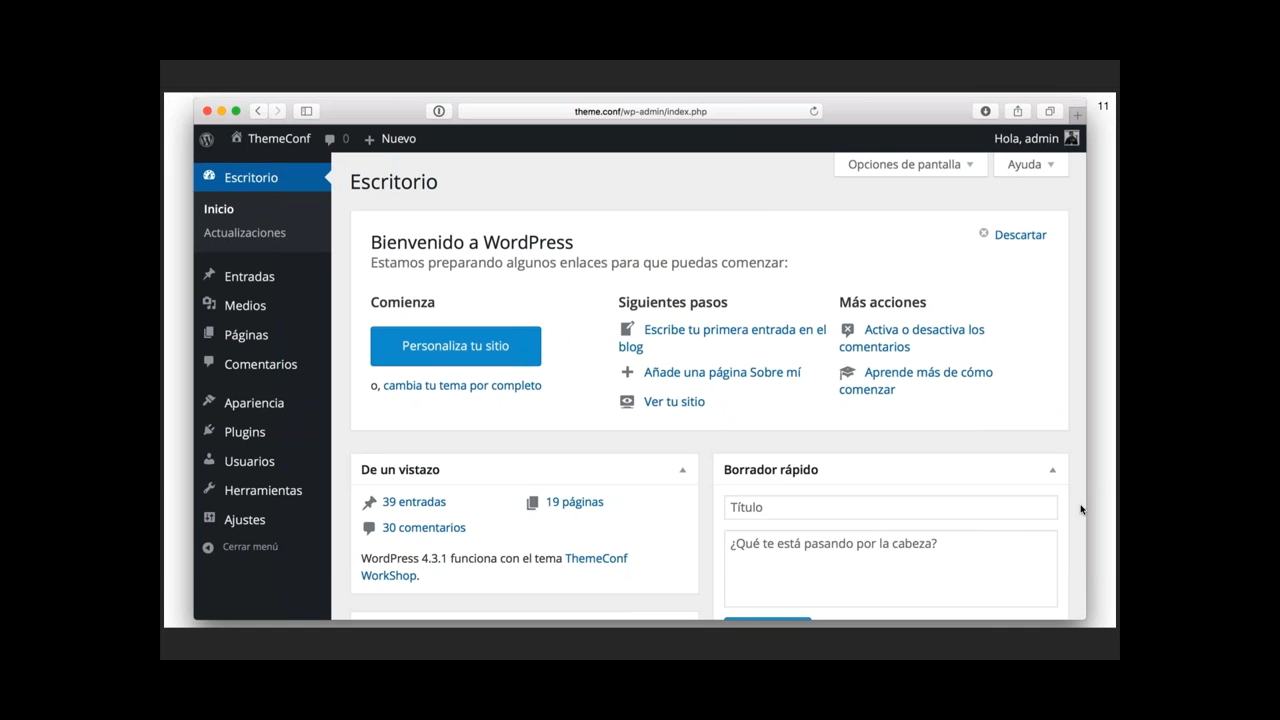 theme.conf/wp-admin/index.php
11
ThemeConf 0 + Nuevo
Hola, admin
Escritorio
Inicio
Actualizaciones
Entradas
Medios
Páginas
Comentarios
Apariencia
Plugins
Usuarios
Herramientas
Ajustes
Cerrar menú
Opciones de pantalla
Ayuda
Escritorio
Bienvenido a WordPress
Descartar
Estamos preparando algunos enlaces para que puedas comenzar:
Comienza
Personaliza tu sitio
o, cambia tu tema por completo
Siguientes pasos
Escribe tu primera entrada en el
blog
Añade una página Sobre mí
Ver tu sitio
Más acciones
Activa o desactiva los
comentarios
Aprende más de cómo
comenzar
De un vistazo
39 entradas
19 páginas
30 comentarios
WordPress 4.3.1 funciona con el tema ThemeConf
WorkShop.
Borrador rápido
Título
¿Qué te está pasando por la cabeza?